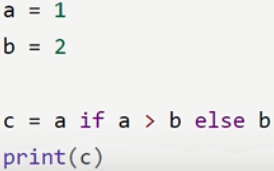 a = 1
b = 2
c = a if a > b else b
print(c)